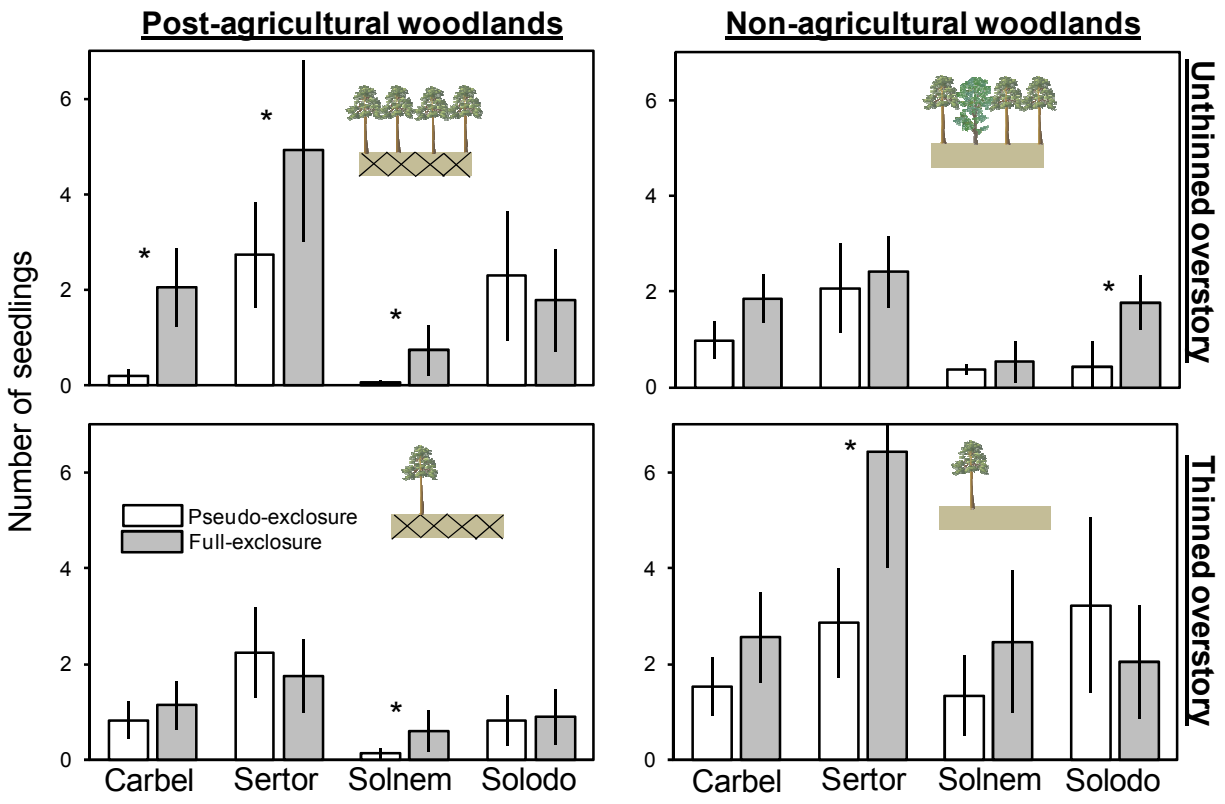 Post-agricultural woodlands
Non-agricultural woodlands
Number of seedlings
Unthinned overstory
Thinned overstory
6
4
2
0
*
*
*
6
4
2
0
*
6
4
2
0
Pseudo-exclosure
Full-exclosure
*
6
4
2
0
*
Carbel Sertor Solnem Solodo
Carbel Sertor Solnem Solodo